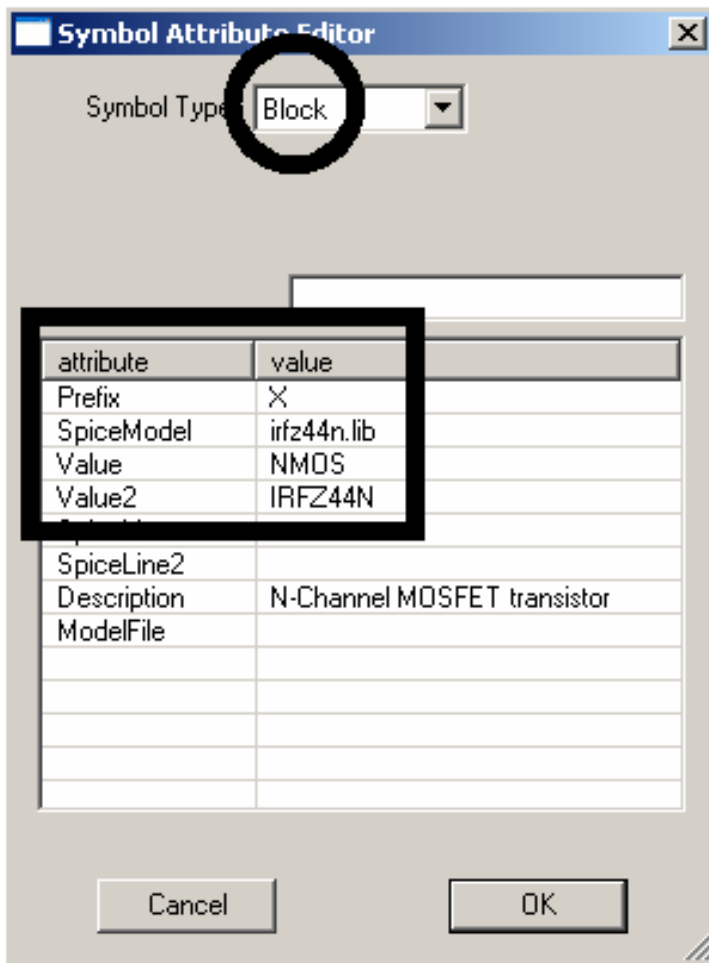 Symbol Attribute Editor
Symbol Type Block
attribute value
Prefix X
SpiceModel irfz44n.lib
Value NMOS
Value2 IRFZ44N
SpiceLine2
Description N-Channel MOSFET transistor
ModelFile
Cancel OK